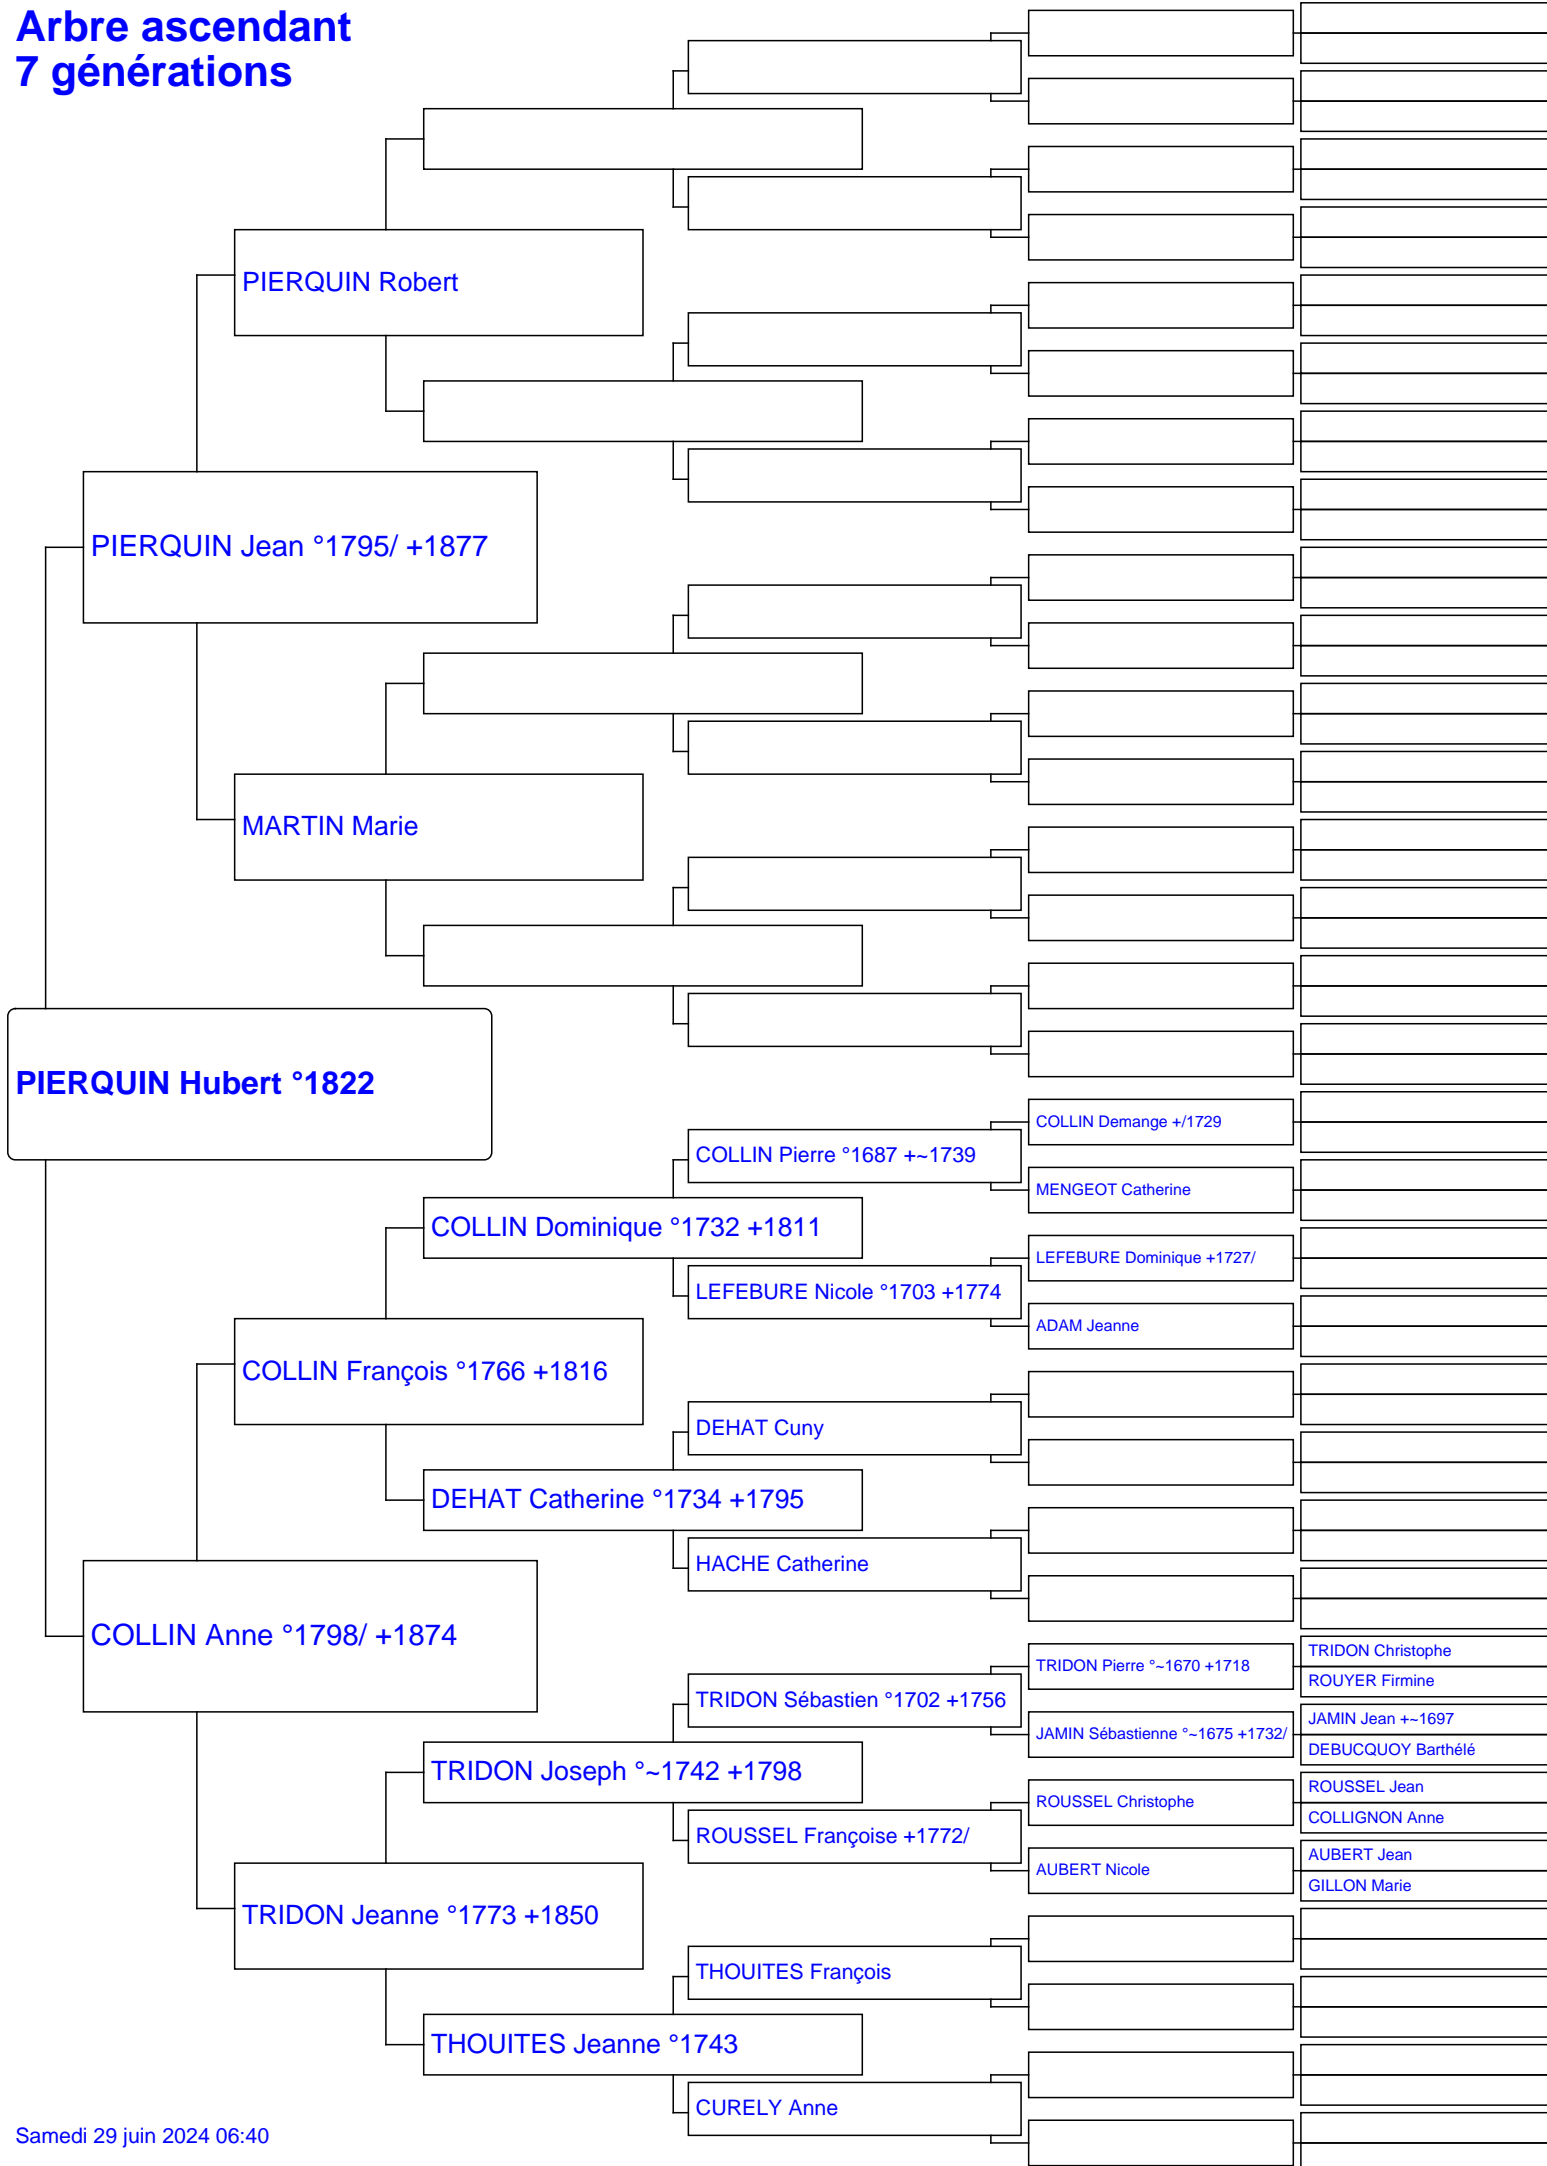 Arbre ascendant
7 générations
PIERQUIN Robert
PIERQUIN Jean °1795/ +1877
MARTIN Marie
PIERQUIN Hubert °1822
COLLIN Demange +/1729
COLLIN Pierre °1687 +~1739
MENGEOT Catherine
COLLIN Dominique °1732 +1811
LEFEBURE Dominique +1727/
LEFEBURE Nicole °1703 +1774
ADAM Jeanne
COLLIN François °1766 +1816
DEHAT Cuny
DEHAT Catherine °1734 +1795
HACHE Catherine
COLLIN Anne °1798/ +1874
TRIDON Christophe
TRIDON Pierre °~1670 +1718
ROUYER Firmine
TRIDON Sébastien °1702 +1756
JAMIN Jean +~1697
JAMIN Sébastienne °~1675 +1732/
DEBUCQUOY Barthélé
TRIDON Joseph °~1742 +1798
ROUSSEL Jean
ROUSSEL Christophe
COLLIGNON Anne
ROUSSEL Françoise +1772/
AUBERT Jean
AUBERT Nicole
GILLON Marie
TRIDON Jeanne °1773 +1850
THOUITES François
THOUITES Jeanne °1743
CURELY Anne
Samedi 29 juin 2024 06:40